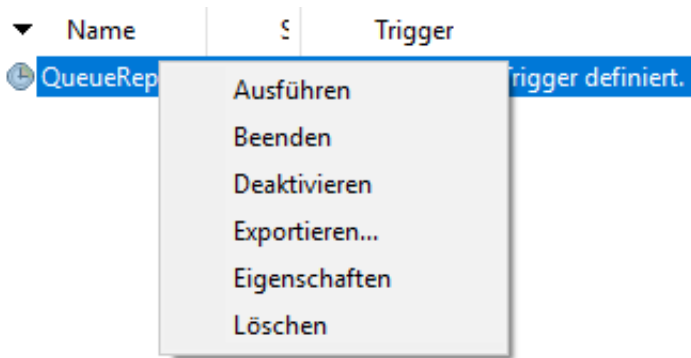 Name Trigger
QueueRep Trigger definiert.
Ausführen
Beenden
Deaktivieren
Exportieren...
Eigenschaften
Löschen